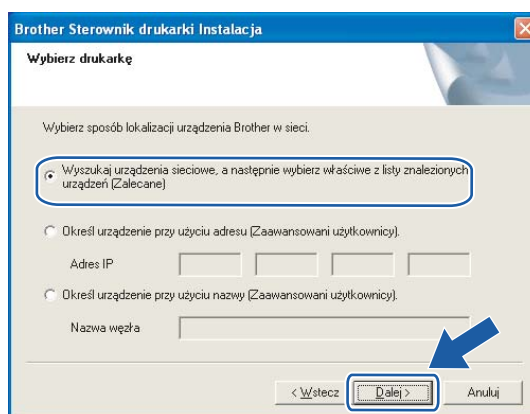 Brother Sterownik drukarki Instalacja
Wybierz drukarkę
Wybierz sposób lokalizacji urządzenia Brother w sieci.
Wyszukaj urządzenia sieciowe, a następnie wybierz właściwe z listy znalezionych
urządzeń (Zalecane)
Określ urządzenie przy użyciu adresu (Zaawansowani użytkownicy).
Adres IP
Określ urządzenie przy użyciu nazwy (Zaawansowani użytkownicy).
Nazwa węzła
< Wstecz Dalej > Anuluj